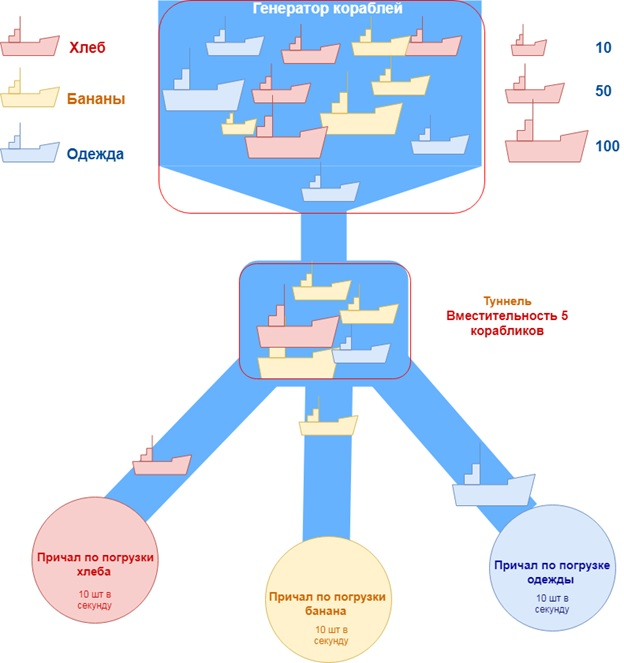 Генератор кораблей
Хлеб
10
Бананы
50
Одежда
100
Туннель
Вместительность 5
корабликов
Причал по погрузки
хлеба
10 шт в
секунду
Причал по погрузки
банана
10 шт в
секунду
Причал по погрузке
одежды
10 шт в
секунду